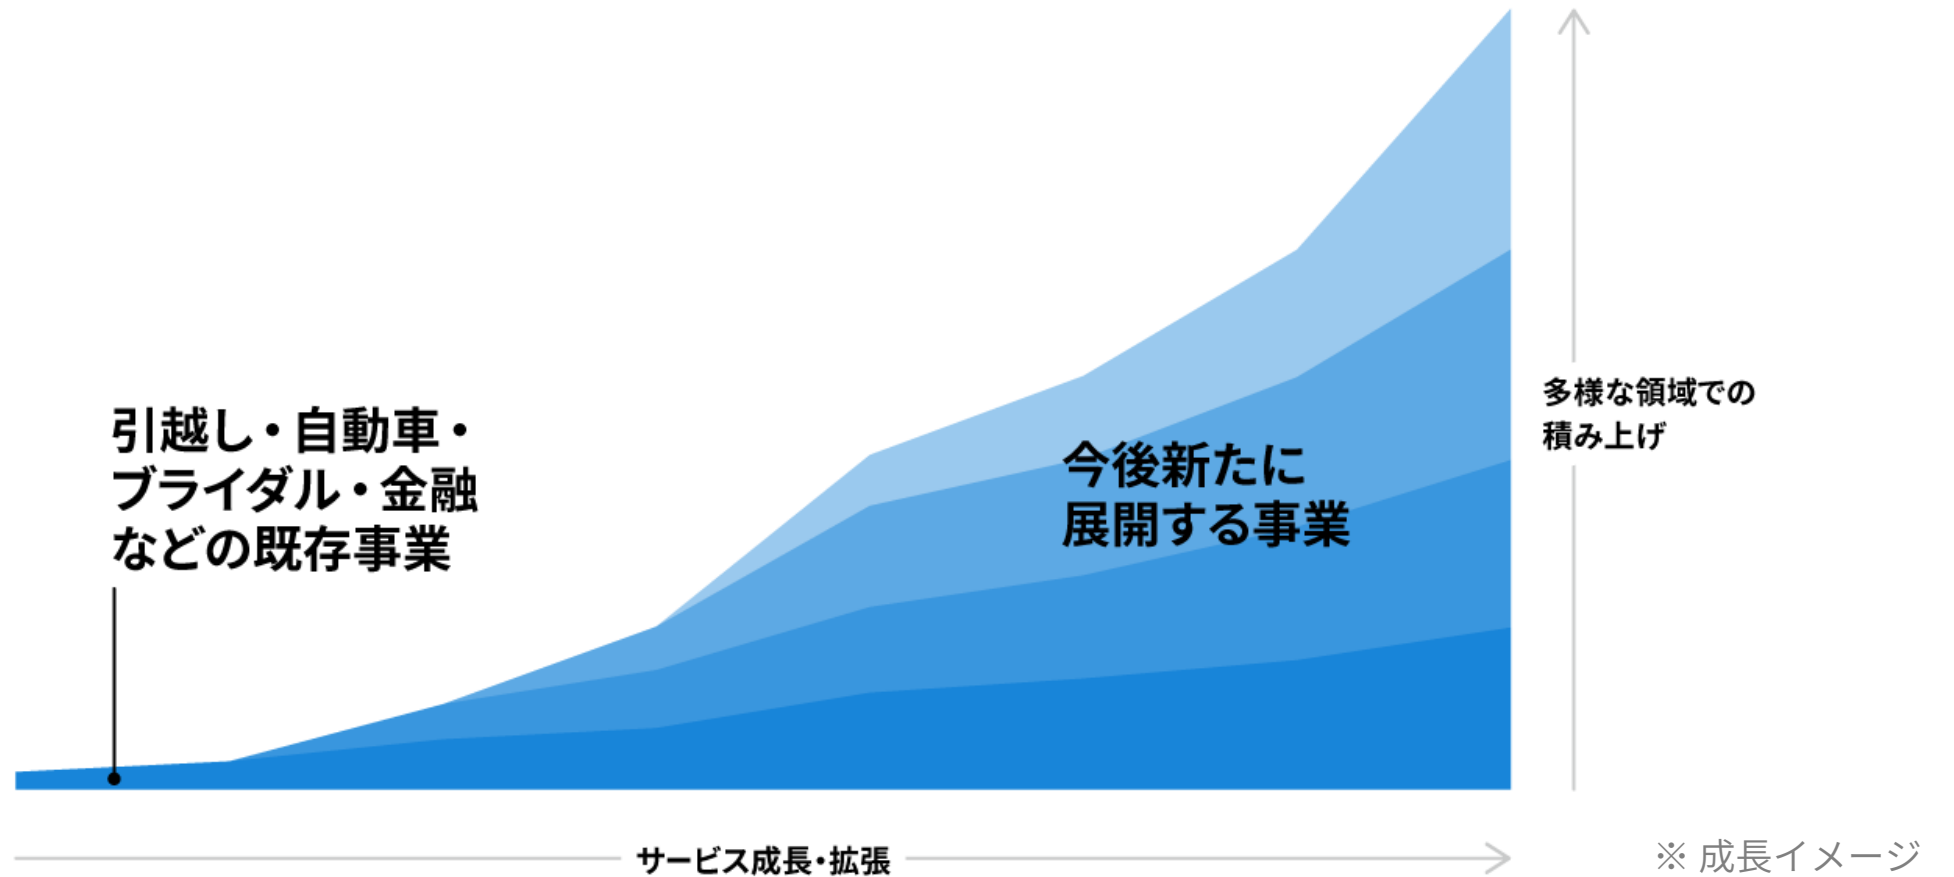 引越し・自動車・
ブライダル・金融
などの既存事業
今後新たに
展開する事業
多様な領域での
積み上げ
サービス成長・拡張
※ 成長イメージ